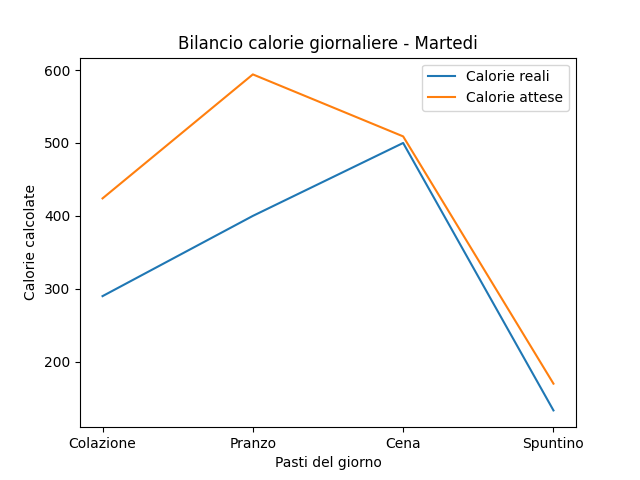 Bilancio calorie giornaliere - Martedi
Calorie reali
Calorie attese
600
500
400
300
200
Calorie calcolate
Colazione
Pranzo
Cena
Spuntino
Pasti del giorno